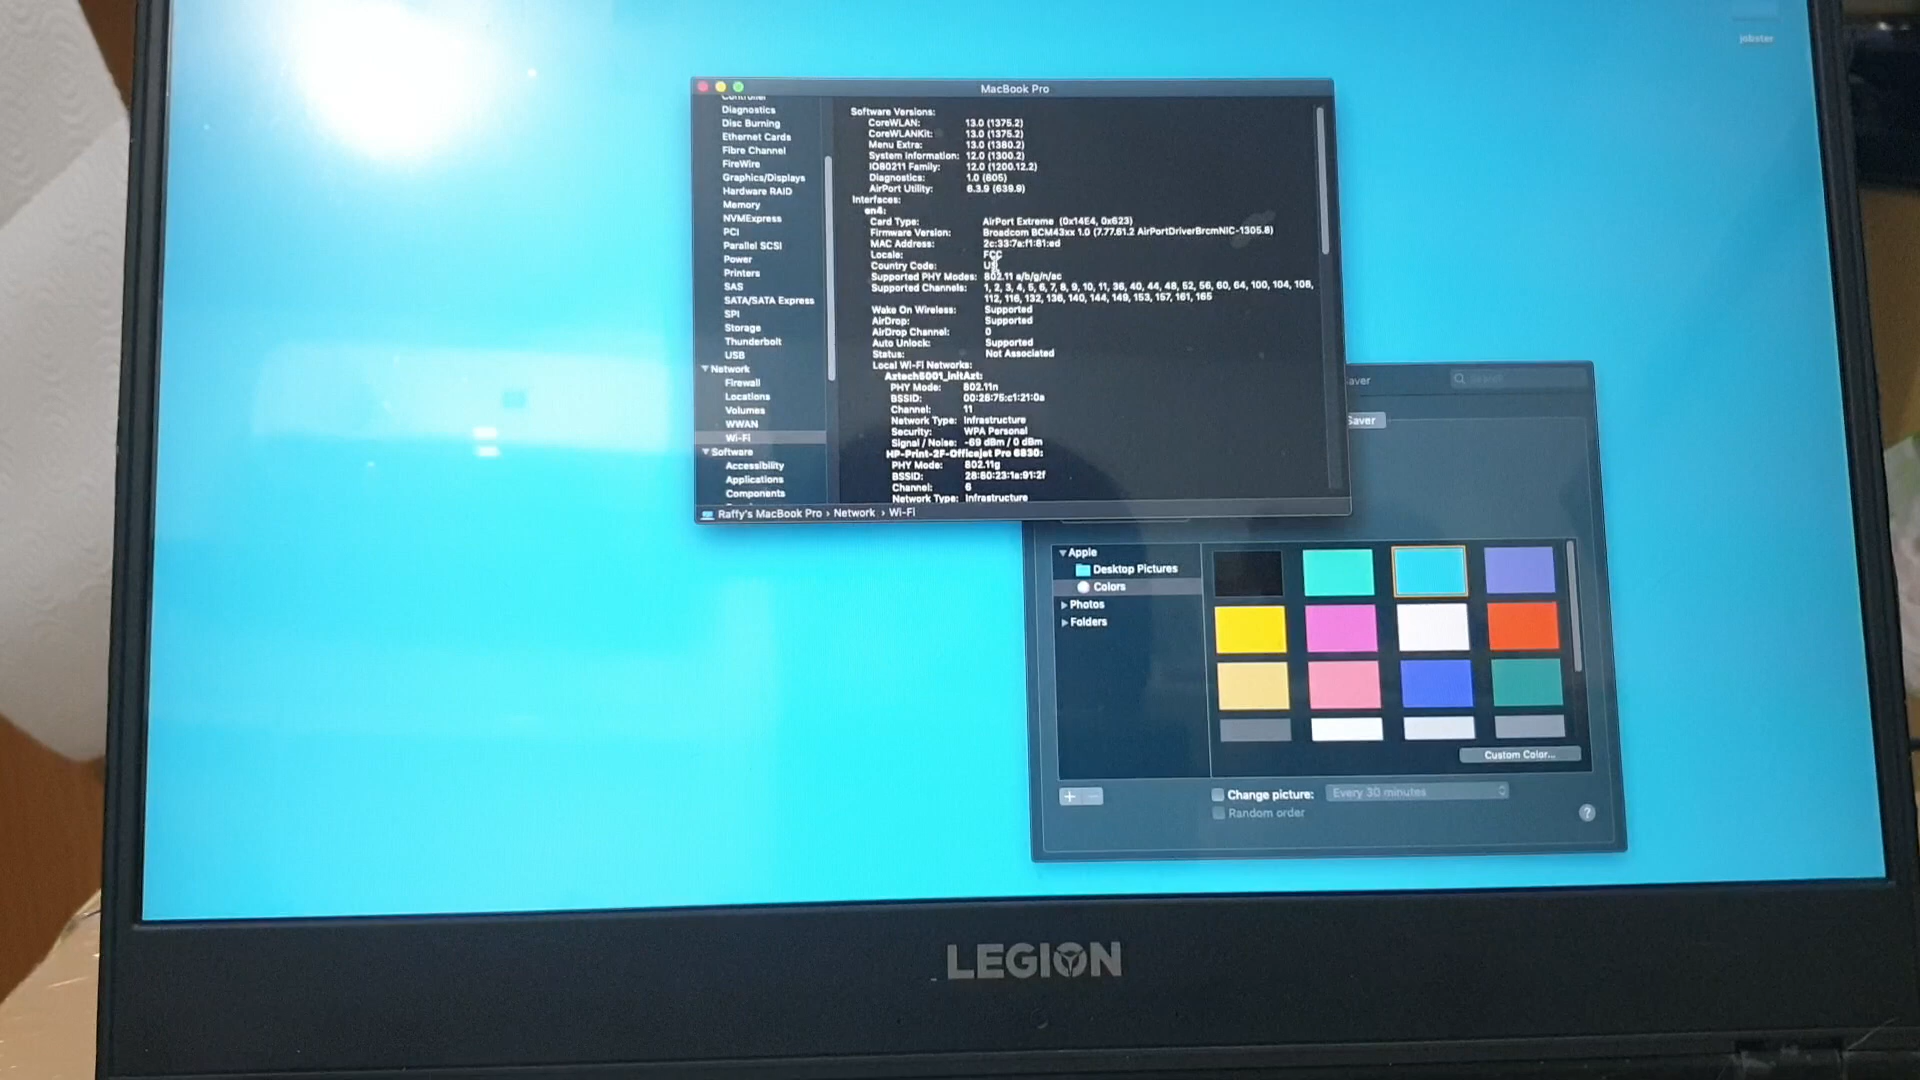 jobster
MacBook Pro
Controller
Diagnostics
Disc Burning
Ethernet Cards
Fibre Channel
FireWire
Graphics/Displays
Hardware RAID
Memory
NVMExpress
PCI
Parallel SCSI
Power
Printers
SAS
SATA/SATA Express
SPI
Storage
Thunderbolt
USB
Network
Firewall
Locations
Volumes
WWAN
Wi-Fi
Software
Accessibility
Applications
Components
Software Versions:
CoreWLAN: 13.0 (1375.2)
CoreWLANKit: 13.0 (1375.2)
Menu Extra: 13.0 (1380.2)
System Information: 12.0 (1300.2)
IO80211 Family: 12.0 (1200.12.2)
Diagnostics: 1.0 (605)
AirPort Utility: 6.3.9 (639.9)
Interfaces:
en4:
Card Type: AirPort Extreme (0x14E4, 0x623)
Firmware Version: Broadcom BCM43xx 1.0 (7.77.61.2 AirPortDriverBrcmNIC-1305.8)
MAC Address: 2c:33:7a:f1:81:ed
Locale: FCC
Country Code: US
Supported PHY Modes: 802.11 a/b/g/n/ac
Supported Channels: 1, 2, 3, 4, 5, 6, 7, 8, 9, 10, 11, 36, 40, 44, 48, 52, 56, 60, 64, 100, 104, 108,
112, 116, 132, 136, 140, 144, 149, 153, 157, 161, 165
Wake On Wireless: Supported
AirDrop: Supported
AirDrop Channel: 0
Auto Unlock: Supported
Status: Not Associated
Local Wi-Fi Networks:
Aztech5001_initAzt:
PHY Mode: 802.11n
BSSID: 00:26:75:c1:21:0a
Channel: 11
Network Type: Infrastructure
Security: WPA Personal
Signal / Noise: -69 dBm / 0 dBm
HP-Print-2F-Officejet Pro 6830:
PHY Mode: 802.11g
BSSID: 28:80:23:1e:91:2f
Channel: 6
Network Type: Infrastructure
Raffy's MacBook Pro › Network › Wi-Fi
aver
Saver
Apple
Desktop Pictures
Colors
Photos
Folders
Custom Color...
+ −
Change picture: Every 30 minutes
Random order
?
LEGION